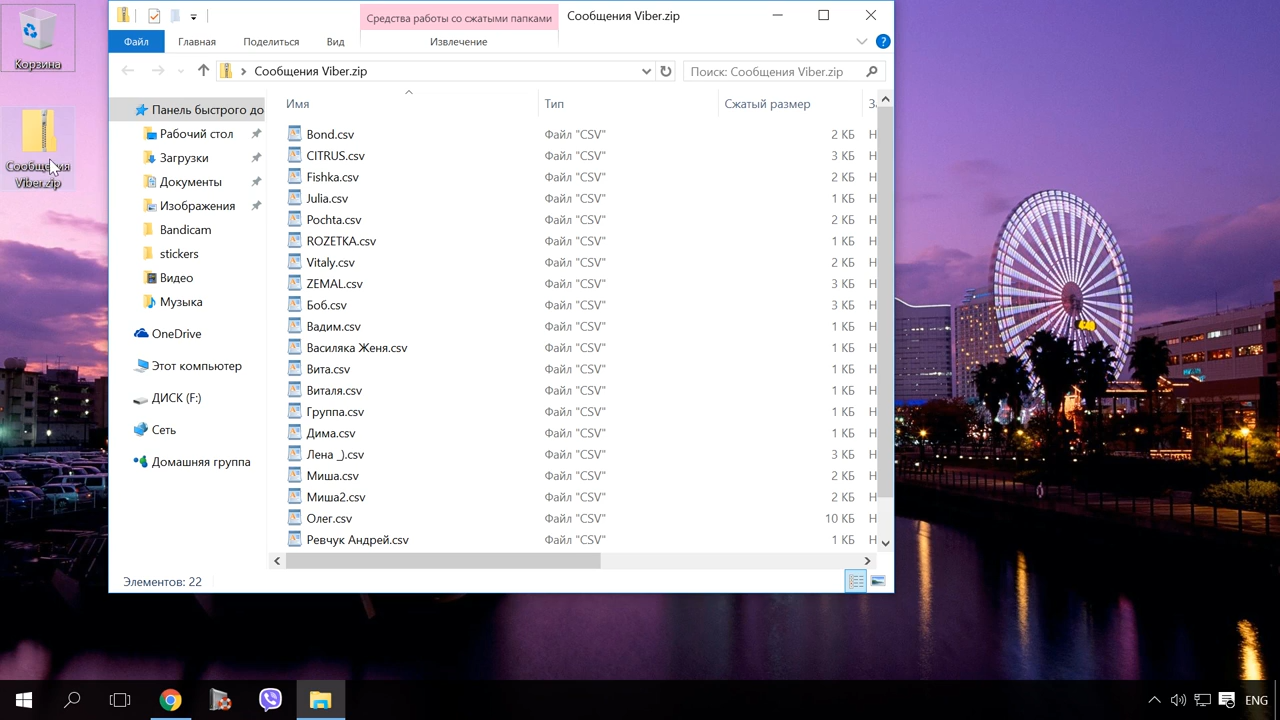 Корзина
Сообщения
Viber.zip
Средства работы со сжатыми папками
Сообщения Viber.zip
Файл
Главная
Поделиться
Вид
Извлечение
Сообщения Viber.zip
Поиск: Сообщения Viber.zip
Панель быстрого до
Рабочий стол
Загрузки
Документы
Изображения
Bandicam
stickers
Видео
Музыка
OneDrive
Этот компьютер
ДИСК (F:)
Сеть
Домашняя группа
Имя Тип Сжатый размер З
Bond.csv Файл "CSV" 2 КБ Н
CITRUS.csv Файл "CSV" 3 КБ Н
Fishka.csv Файл "CSV" 2 КБ Н
Julia.csv Файл "CSV" 1 КБ Н
Pochta.csv Файл "CSV" 2 КБ Н
ROZETKA.csv Файл "CSV" 1 КБ Н
Vitaly.csv Файл "CSV" 2 КБ Н
ZEMAL.csv Файл "CSV" 3 КБ Н
Боб.csv Файл "CSV" 3 КБ Н
Вадим.csv Файл "CSV" 1 КБ Н
Василяка Женя.csv Файл "CSV" 1 КБ Н
Вита.csv Файл "CSV" 1 КБ Н
Виталя.csv Файл "CSV" 1 КБ Н
Группа.csv Файл "CSV" 1 КБ Н
Дима.csv Файл "CSV" 1 КБ Н
Лена _).csv Файл "CSV" 3 КБ Н
Миша.csv Файл "CSV" 2 КБ Н
Миша2.csv Файл "CSV" 2 КБ Н
Олег.csv Файл "CSV" 10 КБ Н
Ревчук Андрей.csv Файл "CSV" 1 КБ Н
Элементов: 22
ENG